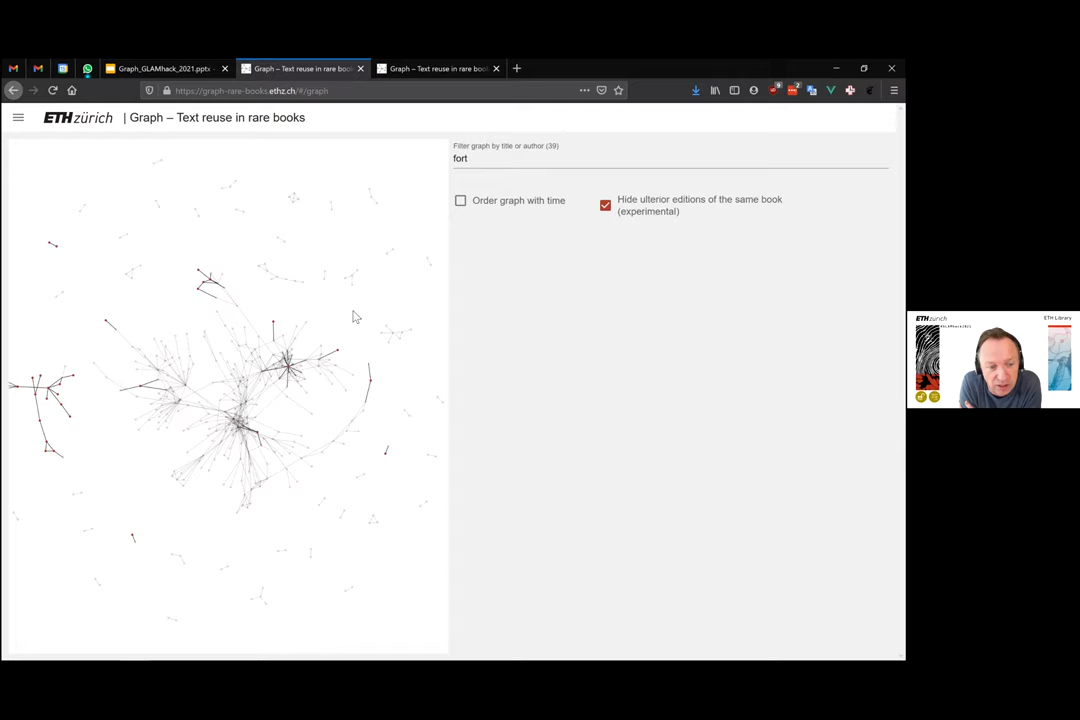 Graph_GLAMhack_2021.pptx -
Graph – Text reuse in rare book
Graph – Text reuse in rare book
https://graph-rare-books.ethz.ch/#/graph
ETH zürich | Graph – Text reuse in rare books
Filter graph by title or author (39)
fort
Order graph with time
Hide ulterior editions of the same book
(experimental)
ETH zürich
ETH Library